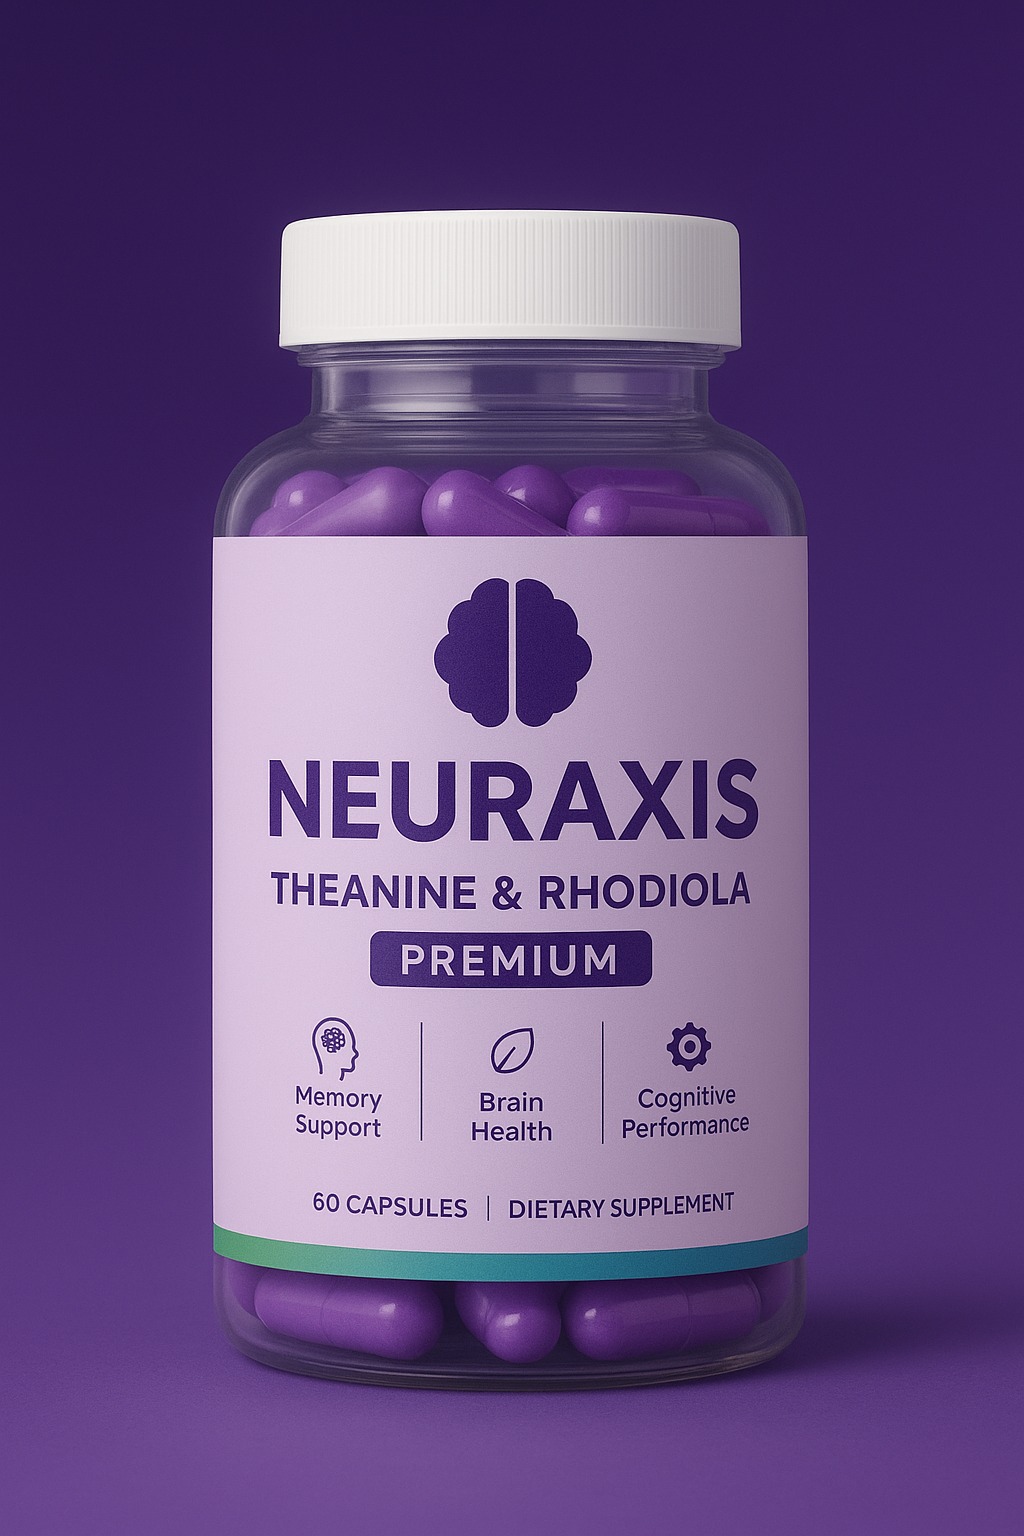 NEURAXIS
THEANINE & RHODIOLA
PREMIUM
Memory
Support
Brain
Health
Cognitive
Performance
60 CAPSULES | DIETARY SUPPLEMENT